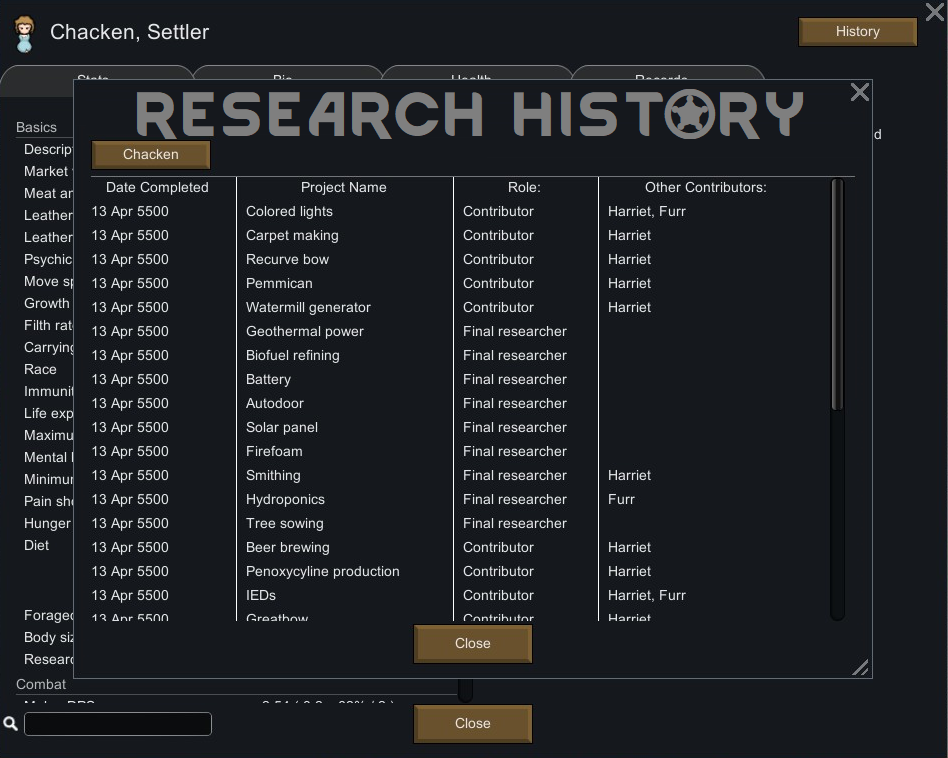 Chacken, Settler
History
RESEARCH HISTORY
Chacken
Date Completed Project Name Role: Other Contributors:
13 Apr 5500 Colored lights Contributor Harriet, Furr
13 Apr 5500 Carpet making Contributor Harriet
13 Apr 5500 Recurve bow Contributor Harriet
13 Apr 5500 Pemmican Contributor Harriet
13 Apr 5500 Watermill generator Contributor Harriet
13 Apr 5500 Geothermal power Final researcher
13 Apr 5500 Biofuel refining Final researcher
13 Apr 5500 Battery Final researcher
13 Apr 5500 Autodoor Final researcher
13 Apr 5500 Solar panel Final researcher
13 Apr 5500 Firefoam Final researcher
13 Apr 5500 Smithing Final researcher Harriet
13 Apr 5500 Hydroponics Final researcher Furr
13 Apr 5500 Tree sowing Final researcher
13 Apr 5500 Beer brewing Contributor Harriet
13 Apr 5500 Penoxycyline production Contributor Harriet
13 Apr 5500 IEDs Contributor Harriet, Furr
13 Apr 5500 Greatbow Contributor Harriet
Close
Basics
Descrip
Market
Meat
Leather
Leather
Psychic
Move sp
Growth
Filth rat
Carrying
Race
Immunit
Life exp
Maximu
Mental
Minimur
Pain sho
Hunger
Diet
Forage
Body siz
Researc
Combat
Close